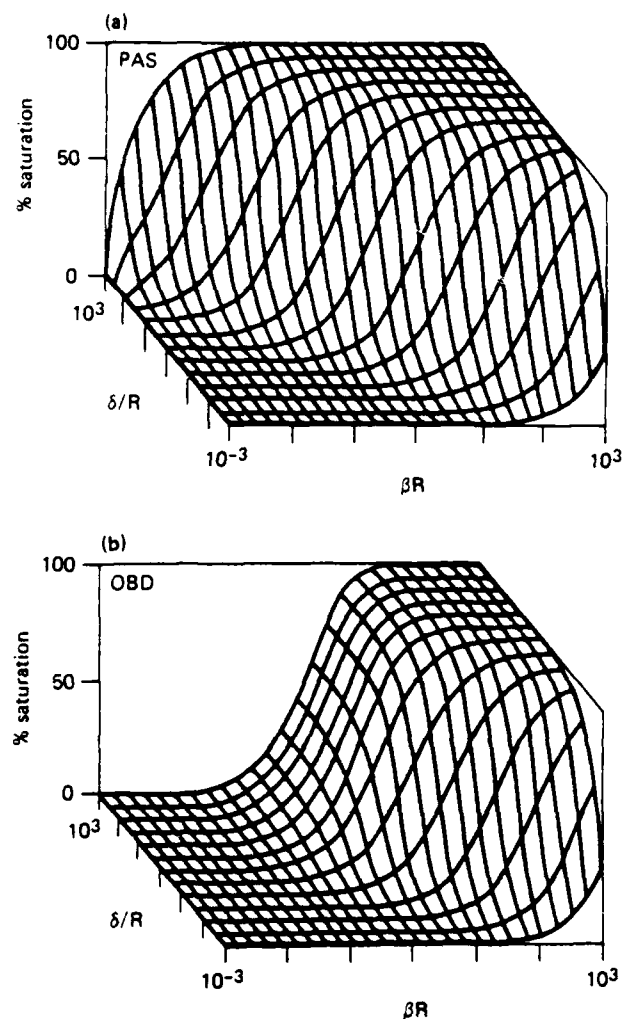 (a)
100
PAS
50
% saturation
0
10³
δ/R
10⁻³
10³
βR
(b)
100
OBD
50
% saturation
0
10³
δ/R
10⁻³
10³
βR